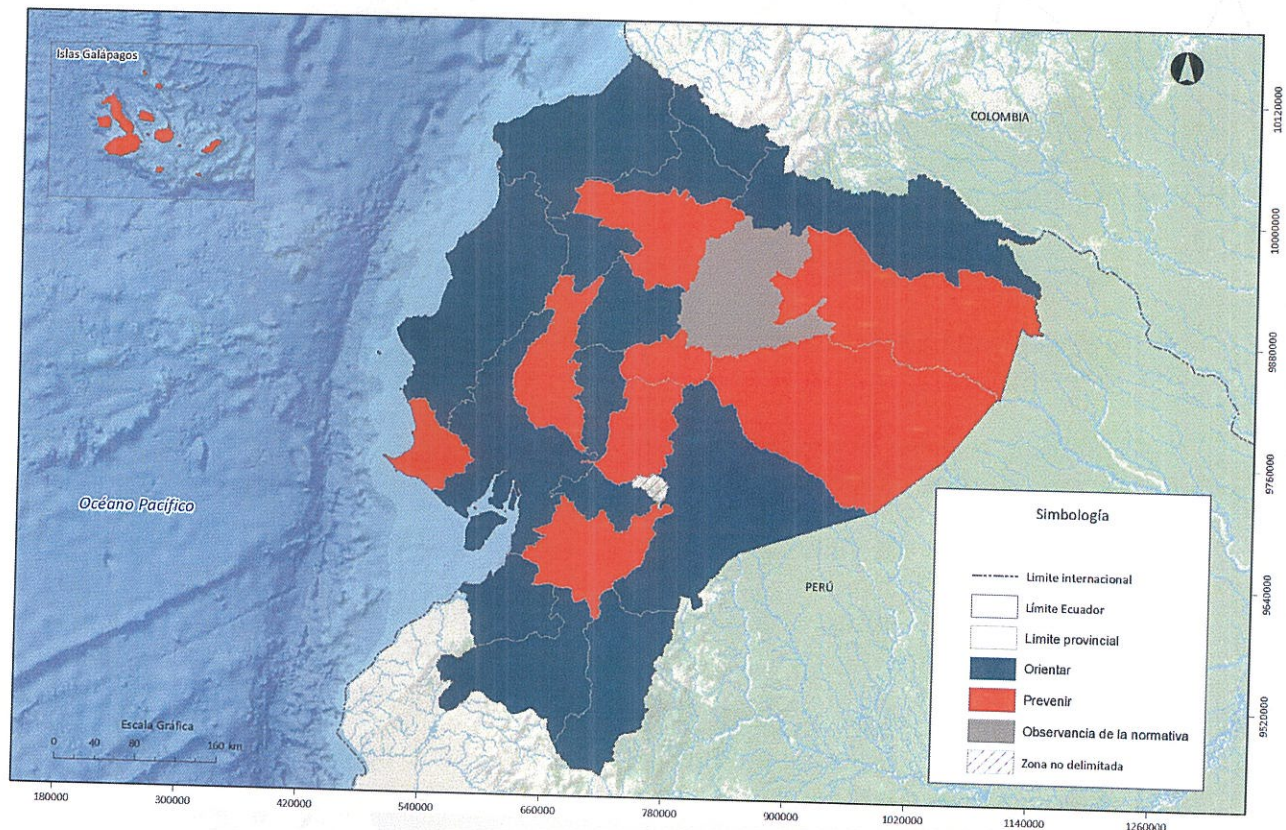 Islas Galápagos
COLOMBIA
Océano Pacífico
PERÚ
Escala Gráfica
0 40 80 160 km
Simbología
Limite internacional
Límite Ecuador
Limite provincial
Orientar
Prevenir
Observancia de la normativa
Zona no delimitada
10120000
10000000
9880000
9760000
9640000
9520000
180000 300000 420000 540000 660000 780000 900000 1020000 1140000 1260000